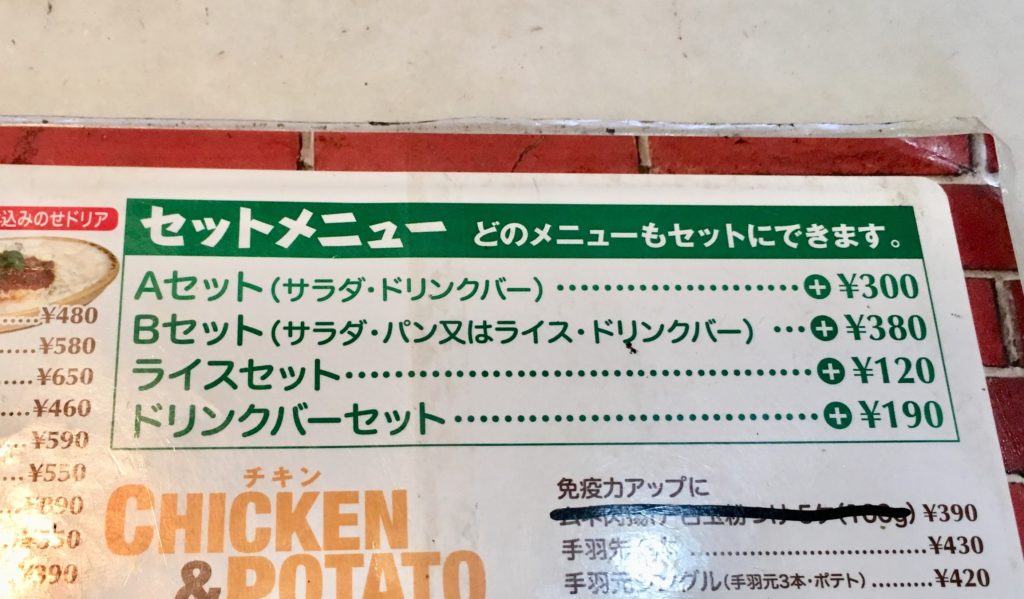 込みのせドリア
セットメニュー どのメニューもセットにできます。
Aセット(サラダ・ドリンクバー) ⊕ ¥300
Bセット(サラダ・パン又はライス・ドリンクバー) ⊕ ¥380
ライスセット ⊕ ¥120
ドリンクバーセット ⊕ ¥190
¥480
¥580
¥650
¥460
¥590
¥550
¥390
チキン
CHICKEN
&POTATO
免疫力アップに
¥390
手羽先 ¥430
手羽元 (手羽元3本・ポテト) ¥420